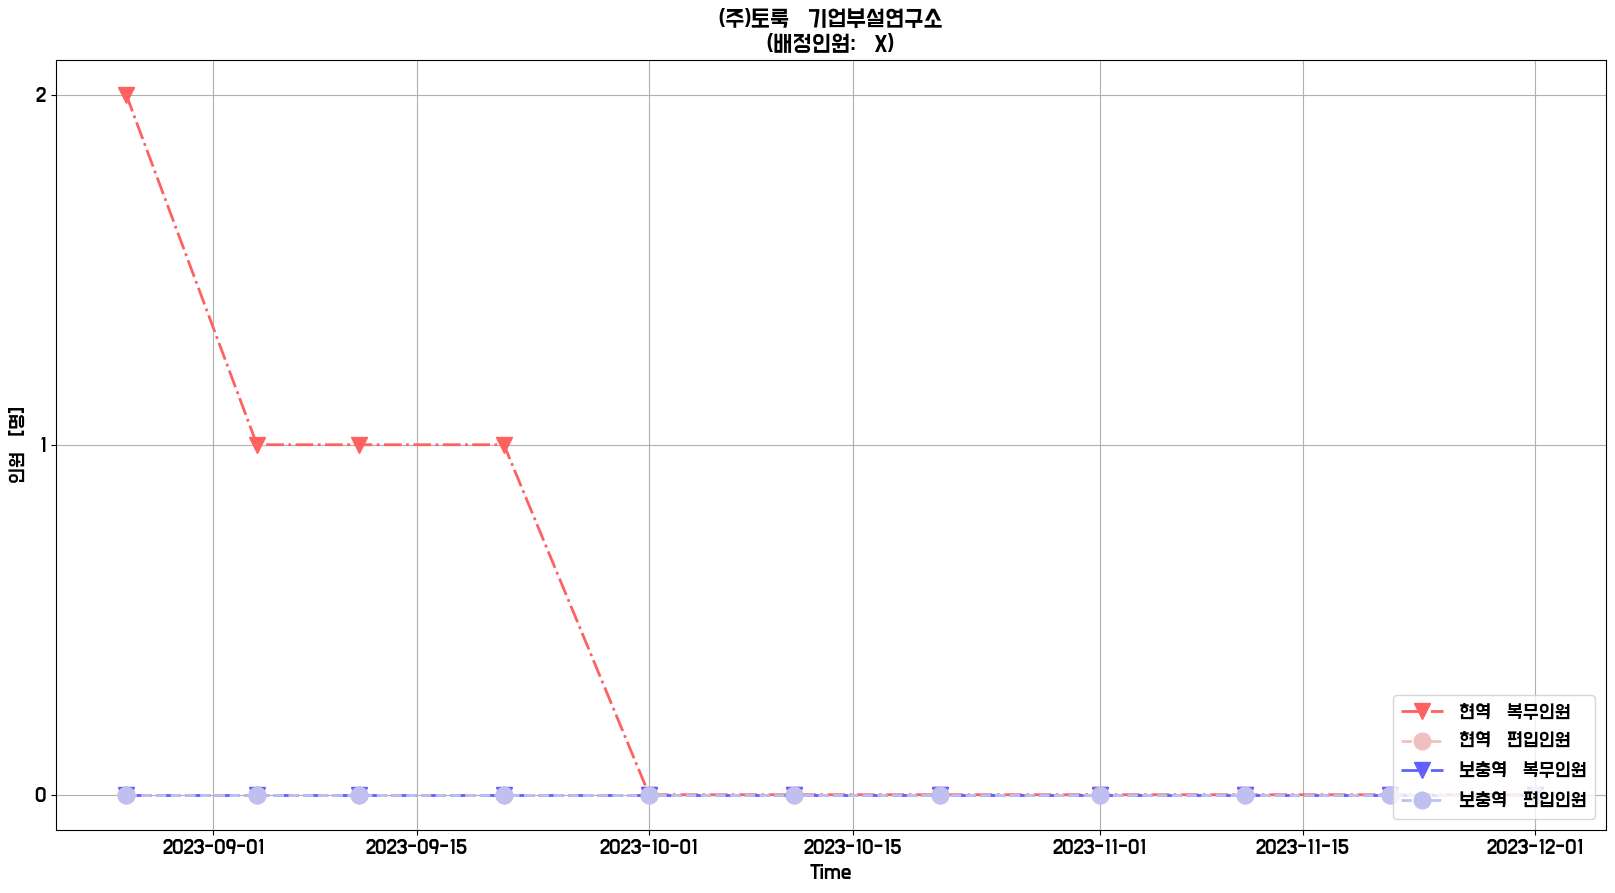 (주)토룩 기업부설연구소
(배정인원: X)
인원 [명]
2
1
0
현역 복무인원
현역 편입인원
보충역 복무인원
보충역 편입인원
2023-09-01 2023-09-15 2023-10-01 2023-10-15 2023-11-01 2023-11-15 2023-12-01
Time